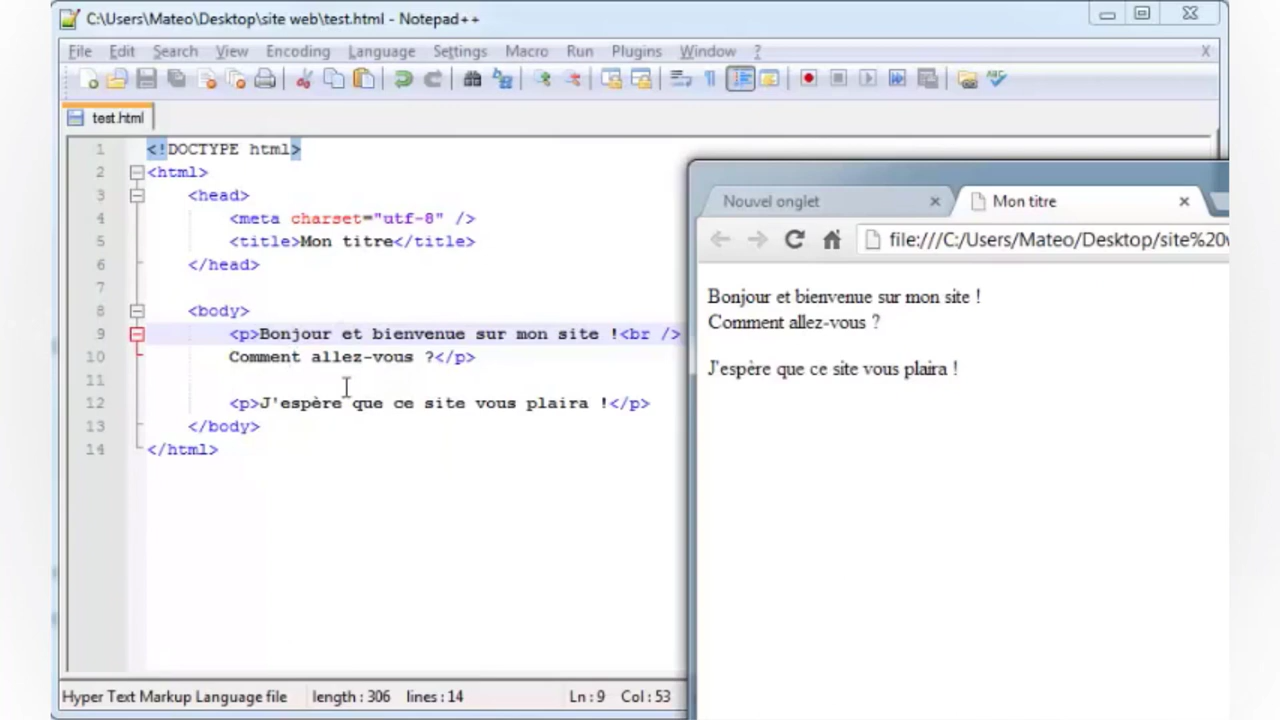 C:\Users\Mateo\Desktop\site web\test.html - Notepad++
File Edit Search View Encoding Language Settings Macro Run Plugins Window ? X
test.html
1 <!DOCTYPE html>
2 <html>
3 <head>
4 <meta charset="utf-8" />
5 <title>Mon titre</title>
6 </head>
7
8 <body>
9 <p>Bonjour et bienvenue sur mon site !<br />
10 Comment allez-vous ?</p>
11
12 <p>J'espère que ce site vous plaira !</p>
13 </body>
14 </html>
Hyper Text Markup Language file length : 306 lines : 14 Ln : 9 Col : 53
Nouvel onglet Mon titre
file:///C:/Users/Mateo/Desktop/site%20
Bonjour et bienvenue sur mon site !
Comment allez-vous ?
J'espère que ce site vous plaira !